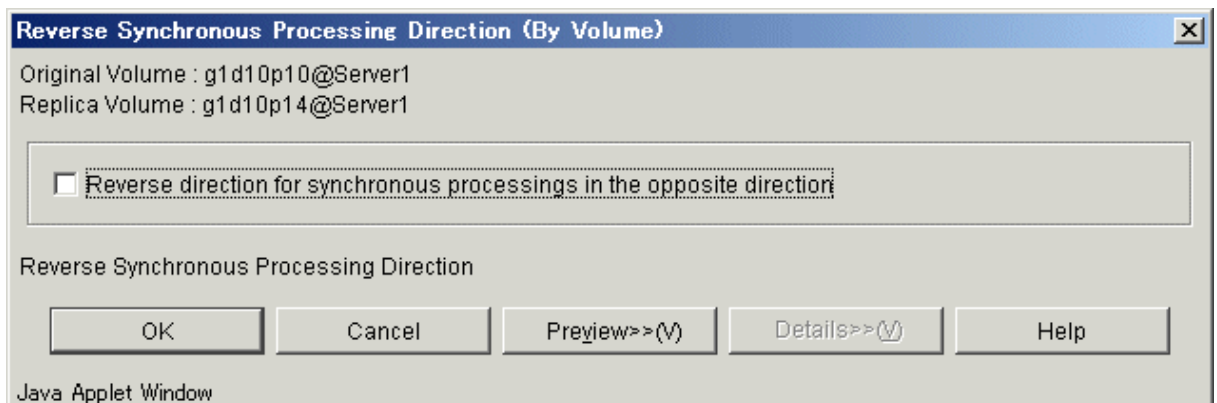 Reverse Synchronous Processing Direction (By Volume)
Original Volume : g1d10p10@Server1
Replica Volume : g1d10p14@Server1
Reverse direction for synchronous processings in the opposite direction
Reverse Synchronous Processing Direction
OK Cancel Preview>>(V) Details>>(V) Help
Java Applet Window